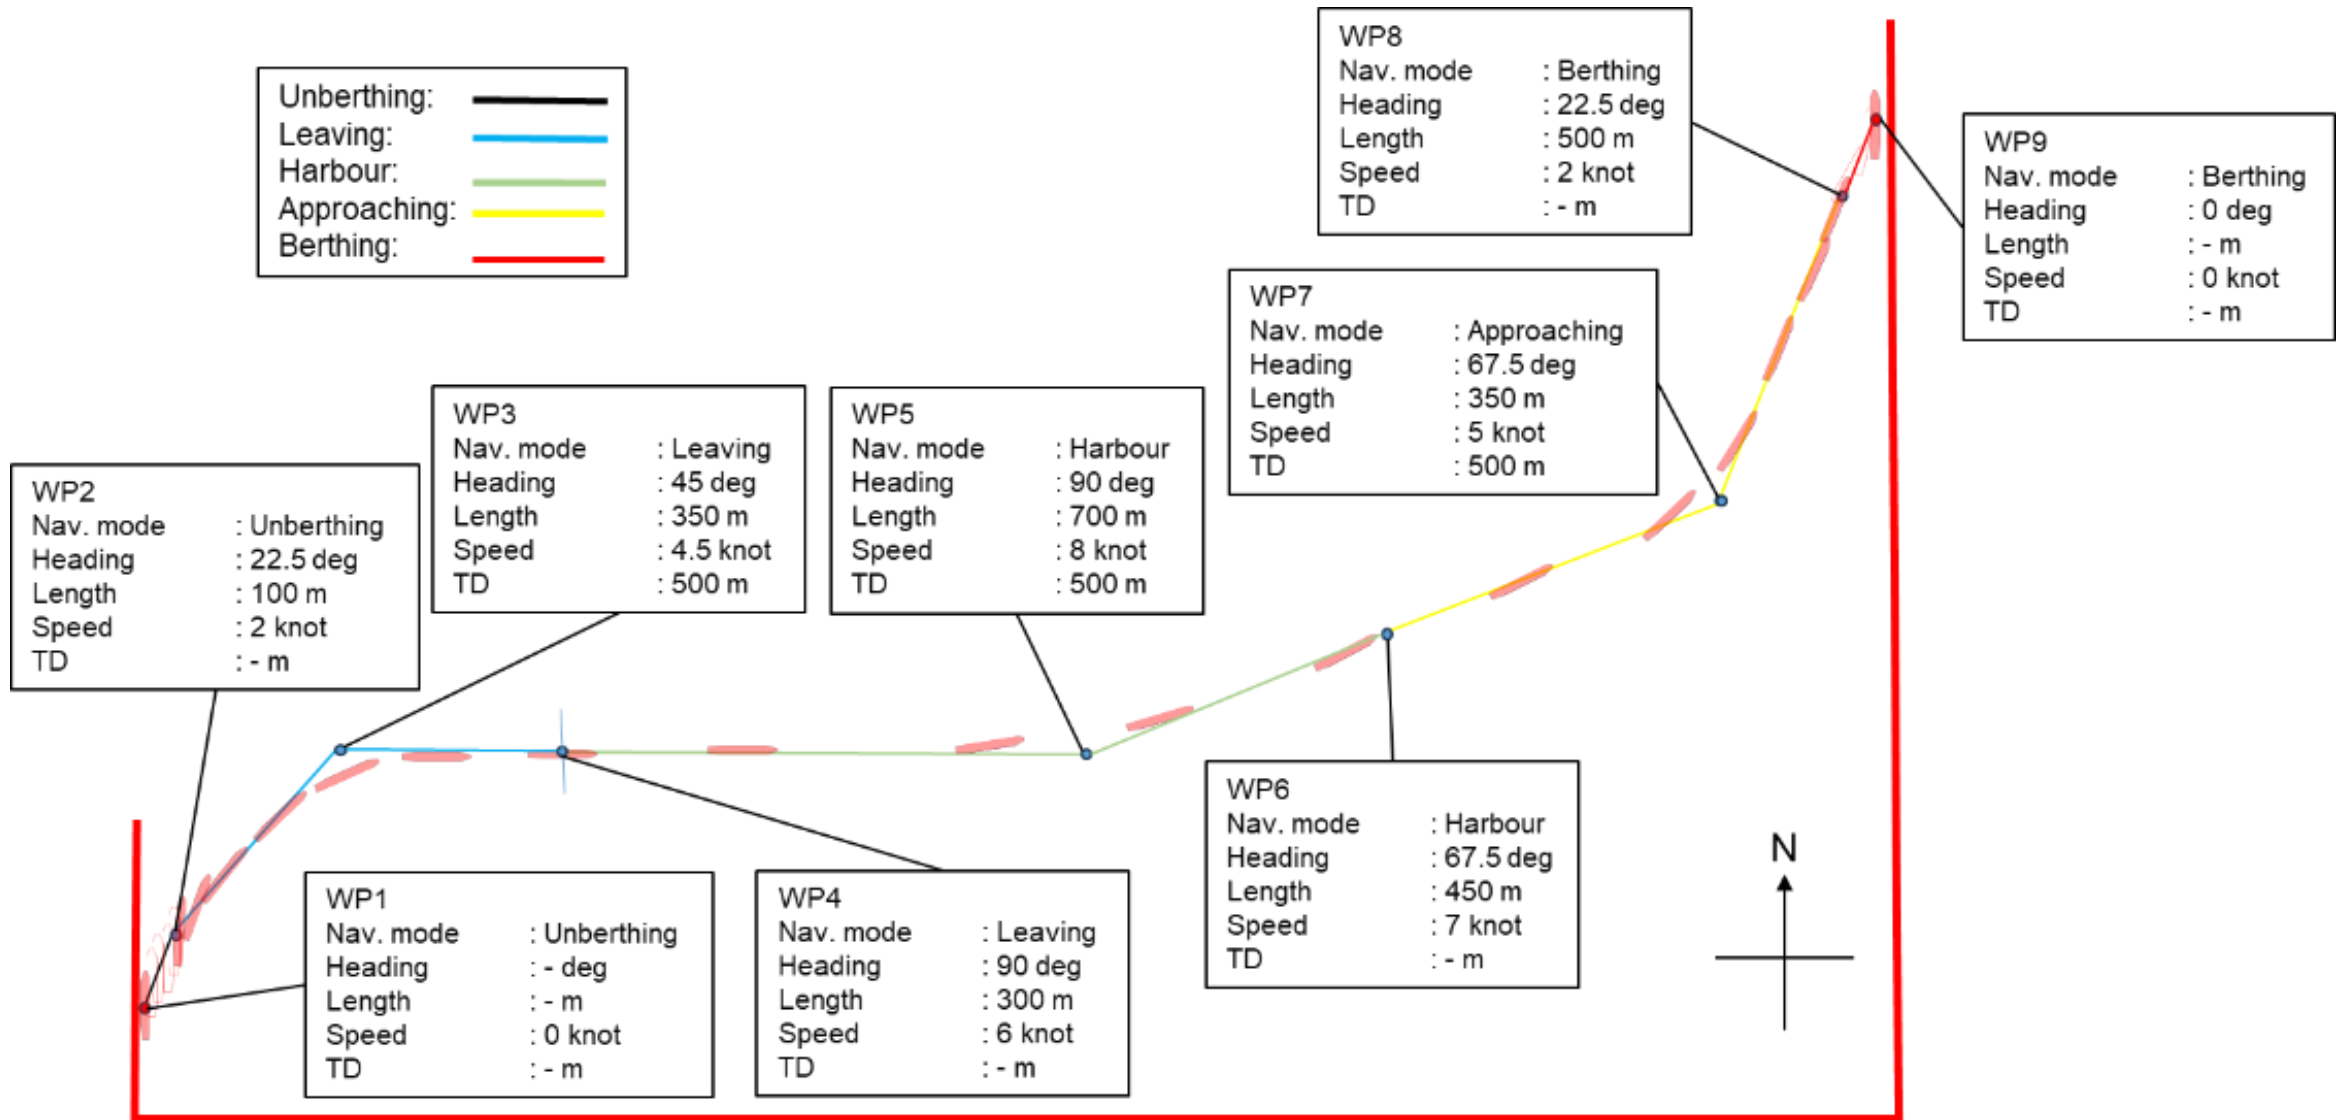 Unberthing:
Leaving:
Harbour:
Approaching:
Berthing:
WP8
Nav. mode : Berthing
Heading : 22.5 deg
Length : 500 m
Speed : 2 knot
TD : - m
WP9
Nav. mode : Berthing
Heading : 0 deg
Length : - m
Speed : 0 knot
TD : - m
WP7
Nav. mode : Approaching
Heading : 67.5 deg
Length : 350 m
Speed : 5 knot
TD : 500 m
WP3
Nav. mode : Leaving
Heading : 45 deg
Length : 350 m
Speed : 4.5 knot
TD : 500 m
WP5
Nav. mode : Harbour
Heading : 90 deg
Length : 700 m
Speed : 8 knot
TD : 500 m
WP2
Nav. mode : Unberthing
Heading : 22.5 deg
Length : 100 m
Speed : 2 knot
TD : - m
WP6
Nav. mode : Harbour
Heading : 67.5 deg
Length : 450 m
Speed : 7 knot
TD : - m
N
WP1
Nav. mode : Unberthing
Heading : - deg
Length : - m
Speed : 0 knot
TD : - m
WP4
Nav. mode : Leaving
Heading : 90 deg
Length : 300 m
Speed : 6 knot
TD : - m